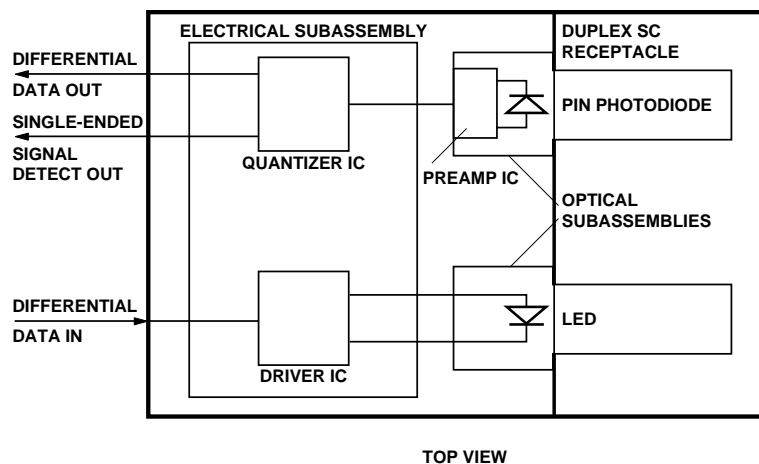 ELECTRICAL SUBASSEMBLY
DUPLEX SC
RECEPTACLE
DIFFERENTIAL
DATA OUT
PIN PHOTODIODE
SINGLE-ENDED
SIGNAL
DETECT OUT
QUANTIZER IC
PREAMP IC
OPTICAL
SUBASSEMBLIES
DIFFERENTIAL
DATA IN
LED
DRIVER IC
TOP VIEW